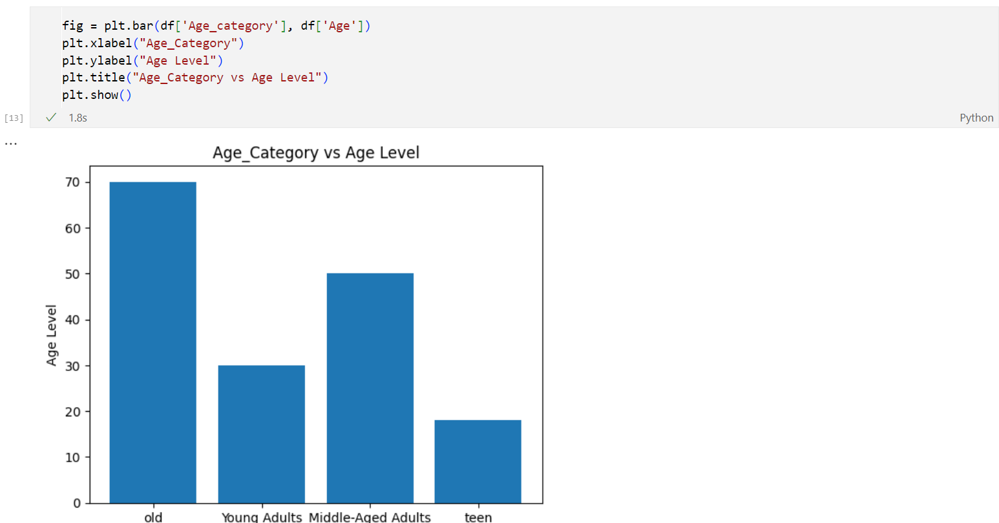 fig = plt.bar(df['Age_category'], df['Age'])
plt.xlabel("Age_Category")
plt.ylabel("Age Level")
plt.title("Age_Category vs Age Level")
plt.show()
[13]
1.8s
Python
...
Age_Category vs Age Level
70
60
50
40
30
20
10
0
Age Level
old
Young Adults
Middle-Aged Adults
teen